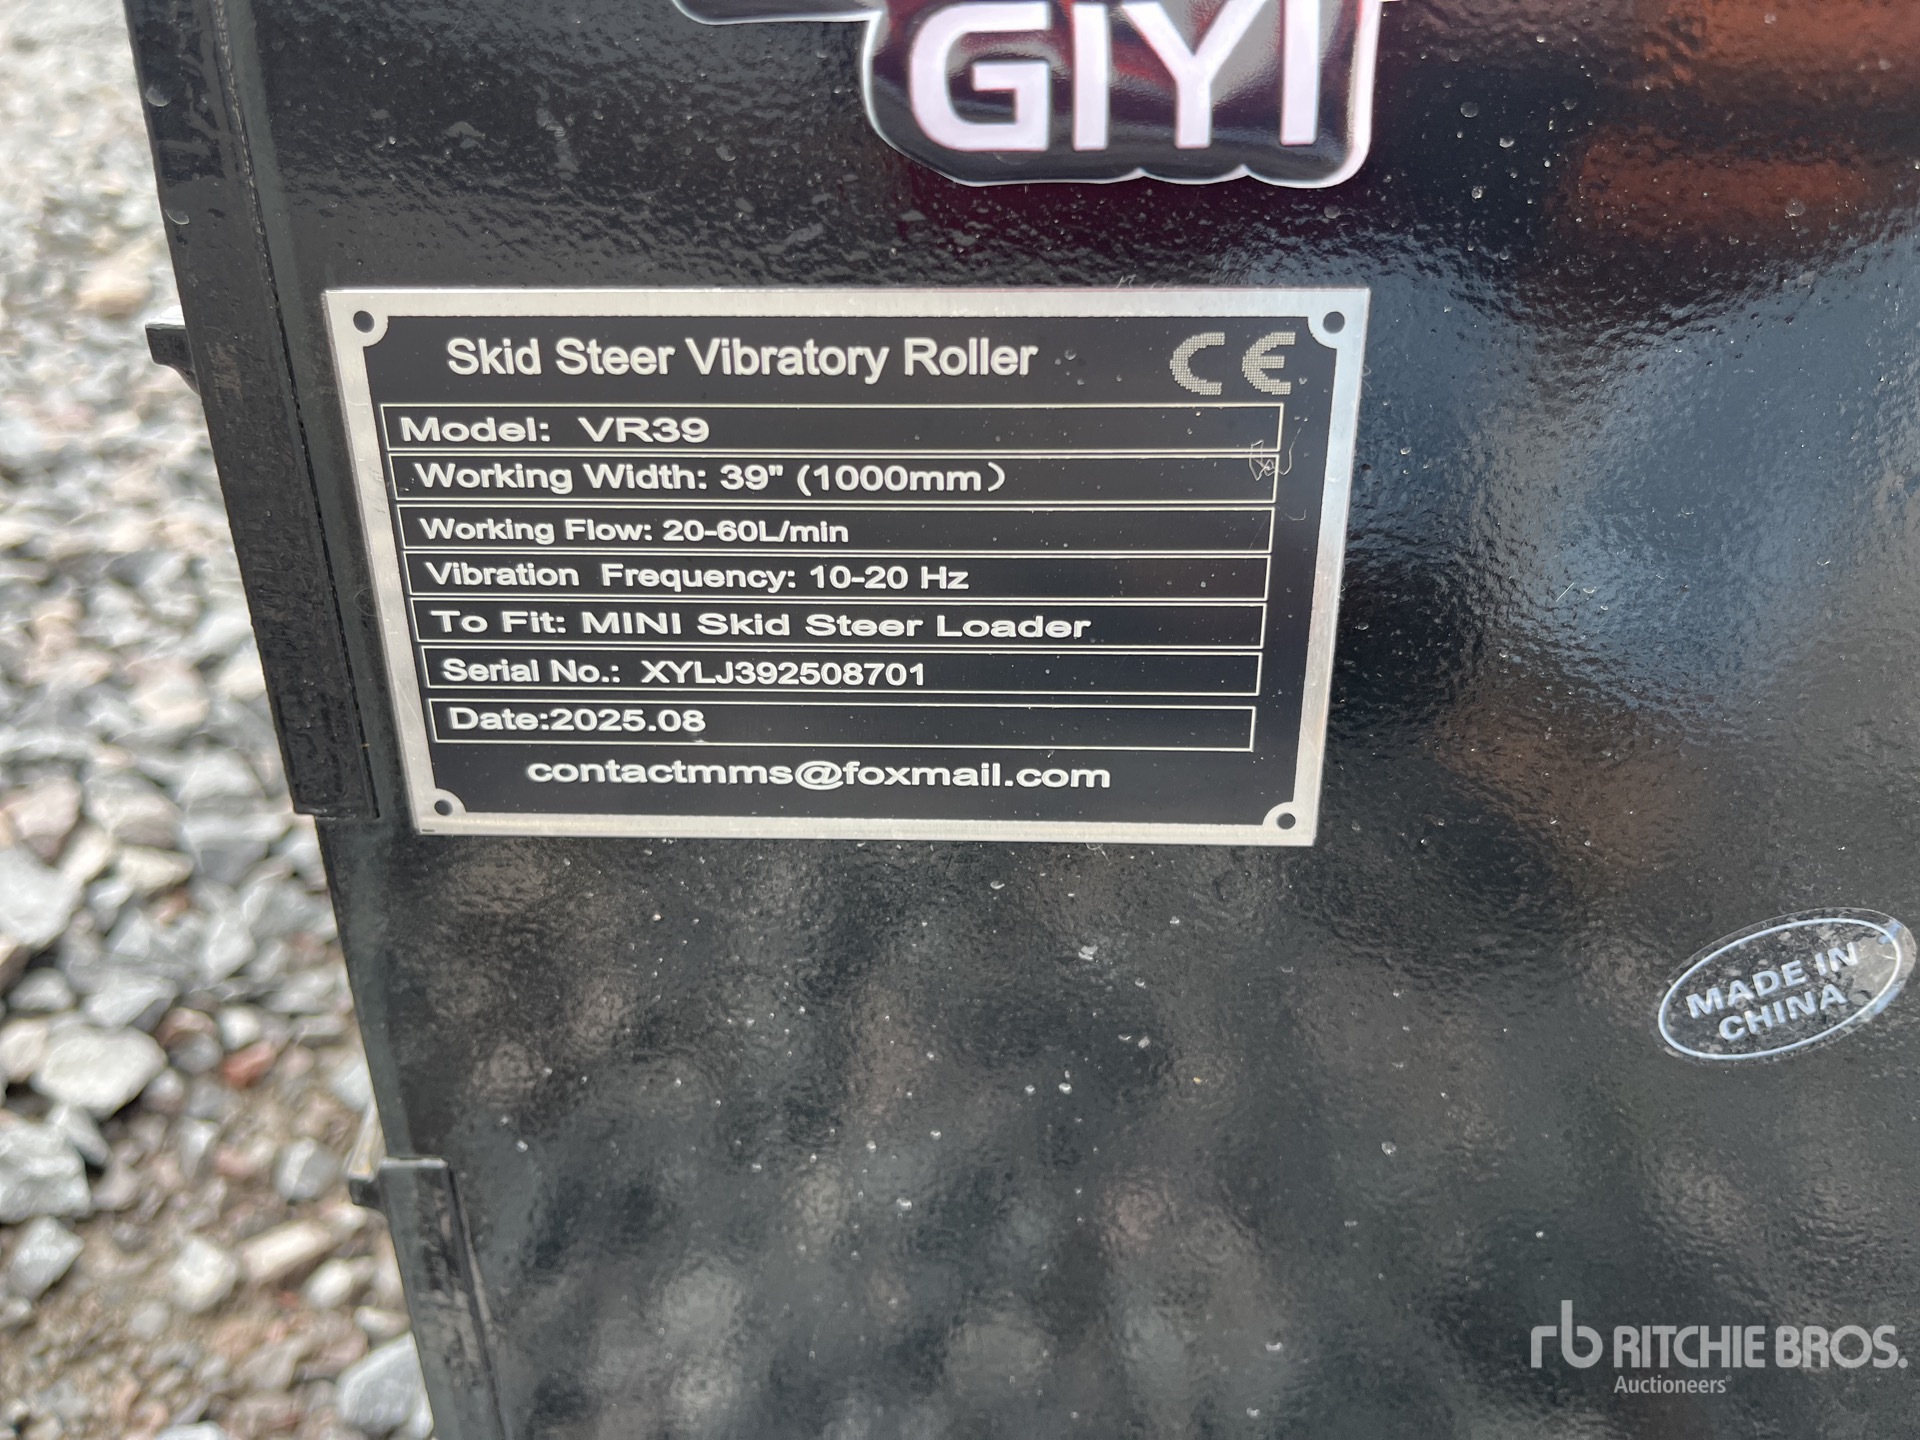 GIYI
Skid Steer Vibratory Roller CE
Model: VR39
Working Width: 39" (1000mm)
Working Flow: 20-60L/min
Vibration Frequency: 10-20 Hz
To Fit: MINI Skid Steer Loader
Serial No.: XYLJ392508701
Date:2025.08
contactmms@foxmail.com
MADE IN
CHINA
rb RITCHIE BROS.
Auctioneers